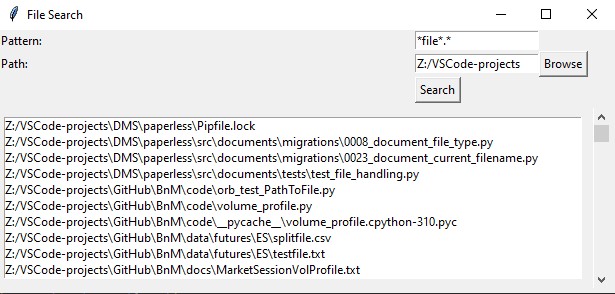 File Search
Pattern: *file*.*
Path: Z:/VSCode-projects Browse
Search
Z:/VSCode-projects\DMS\paperless\Pipfile.lock
Z:/VSCode-projects\DMS\paperless\src\documents\migrations\0008_document_file_type.py
Z:/VSCode-projects\DMS\paperless\src\documents\migrations\0023_document_current_filename.py
Z:/VSCode-projects\DMS\paperless\src\documents\tests\test_file_handling.py
Z:/VSCode-projects\GitHub\BnM\code\orb_test_PathToFile.py
Z:/VSCode-projects\GitHub\BnM\code\volume_profile.py
Z:/VSCode-projects\GitHub\BnM\code\__pycache__\volume_profile.cpython-310.pyc
Z:/VSCode-projects\GitHub\BnM\data\futures\ES\splitfile.csv
Z:/VSCode-projects\GitHub\BnM\data\futures\ES\testfile.txt
Z:/VSCode-projects\GitHub\BnM\docs\MarketSessionVolProfile.txt